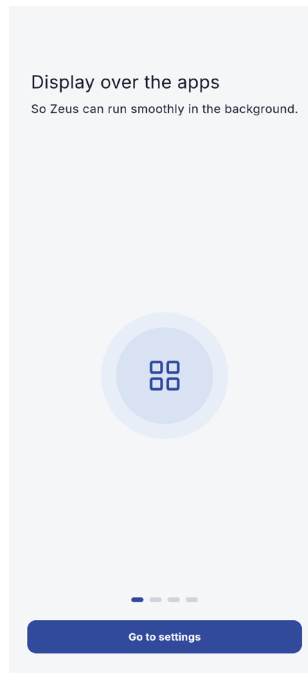 Display over the apps
So Zeus can run smoothly in the background.
Go to settings